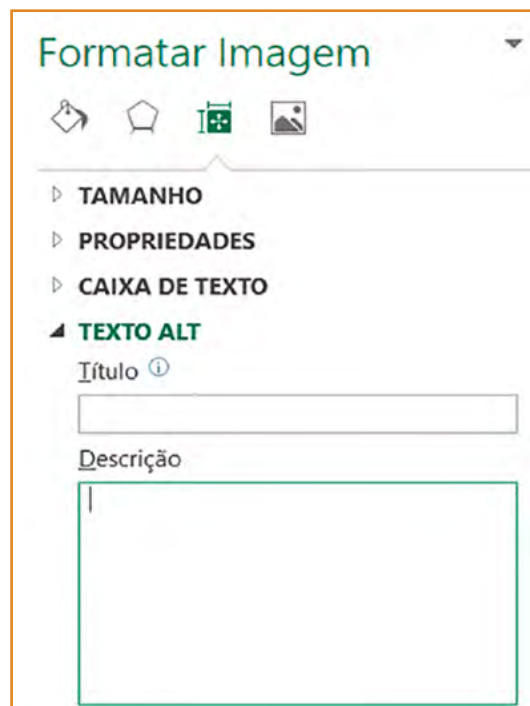 Formatar Imagem
TAMANHO
PROPRIEDADES
CAIXA DE TEXTO
TEXTO ALT
Título
Descrição